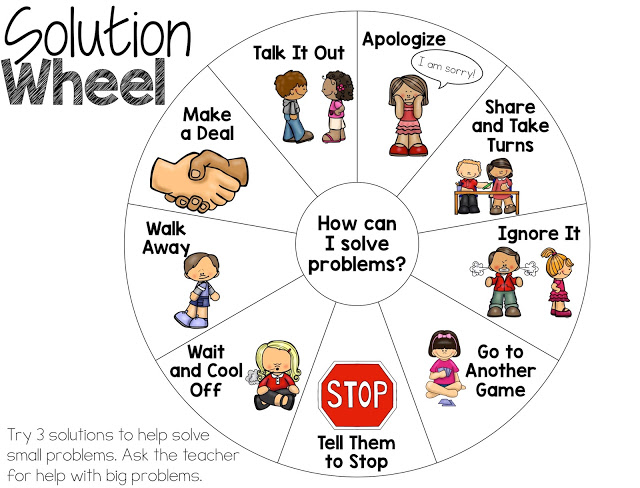 Solution
Wheel
Talk It Out
Apologize
I am sorry!
Share
and Take
Turns
Ignore It
Go to
Another
Game
STOP
Tell Them
to Stop
Wait
and Cool
Off
Walk
Away
Make
a Deal
How can
I solve
problems?
Try 3 solutions to help solve
small problems. Ask the teacher
for help with big problems.